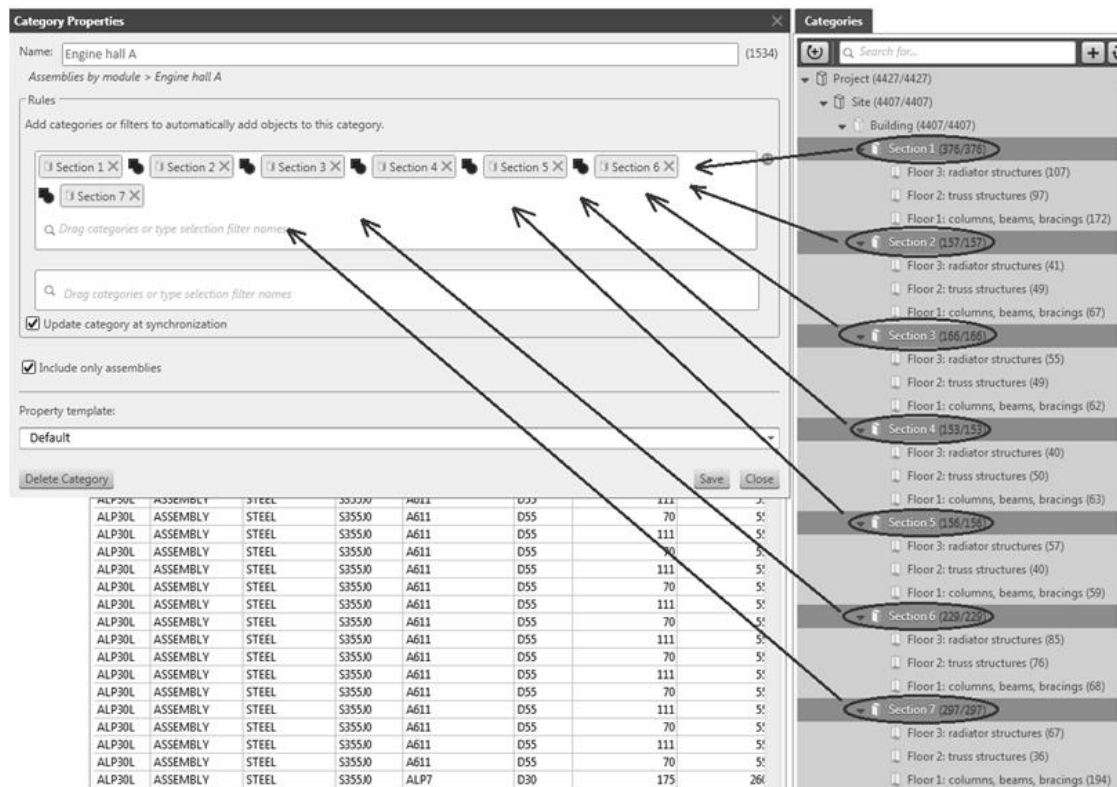 Category Properties
Name: Engine hall A (1534)
Assemblies by module > Engine hall A
Rules
Add categories or filters to automatically add objects to this category.
Section 1 Section 2 Section 3 Section 4 Section 5 Section 6
Section 7
Drag categories or type selection filter names
Drag categories or type selection filter names
Update category at synchronization
Include only assemblies
Property template:
Default
Delete Category Save Close
ALP30L ASSEMBLY STEEL S355J0 A611 D55 111
ALP30L ASSEMBLY STEEL S355J0 A611 D55 70
ALP30L ASSEMBLY STEEL S355J0 A611 D55 111
ALP30L ASSEMBLY STEEL S355J0 A611 D55 70
ALP30L ASSEMBLY STEEL S355J0 A611 D55 111
ALP30L ASSEMBLY STEEL S355J0 A611 D55 70
ALP30L ASSEMBLY STEEL S355J0 A611 D55 111
ALP30L ASSEMBLY STEEL S355J0 A611 D55 70
ALP30L ASSEMBLY STEEL S355J0 A611 D55 111
ALP30L ASSEMBLY STEEL S355J0 A611 D55 70
ALP30L ASSEMBLY STEEL S355J0 A611 D55 111
ALP30L ASSEMBLY STEEL S355J0 A611 D55 70
ALP30L ASSEMBLY STEEL S355J0 A611 D55 111
ALP30L ASSEMBLY STEEL S355J0 A611 D55 70
ALP30L ASSEMBLY STEEL S355J0 A611 D55 111
ALP30L ASSEMBLY STEEL S355J0 A611 D55 70
ALP30L ASSEMBLY STEEL S355J0 ALP7 D30 175 260
Categories
Search for...
Project (4427/4427)
Site (4407/4407)
Building (4407/4407)
Section 1 (376/376)
Floor 3: radiator structures (107)
Floor 2: truss structures (97)
Floor 1: columns, beams, bracings (172)
Section 2 (157/157)
Floor 3: radiator structures (41)
Floor 2: truss structures (49)
Floor 1: columns, beams, bracings (67)
Section 3 (166/166)
Floor 3: radiator structures (55)
Floor 2: truss structures (49)
Floor 1: columns, beams, bracings (62)
Section 4 (153/153)
Floor 3: radiator structures (40)
Floor 2: truss structures (50)
Floor 1: columns, beams, bracings (63)
Section 5 (156/156)
Floor 3: radiator structures (57)
Floor 2: truss structures (40)
Floor 1: columns, beams, bracings (59)
Section 6 (229/229)
Floor 3: radiator structures (85)
Floor 2: truss structures (76)
Floor 1: columns, beams, bracings (68)
Section 7 (297/297)
Floor 3: radiator structures (67)
Floor 2: truss structures (36)
Floor 1: columns, beams, bracings (194)